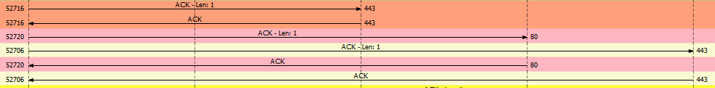 52716 ACK - Len: 1 443
52716 ACK 443
52720 ACK - Len: 1 80
52706 ACK - Len: 1 443
52720 ACK 80
52706 ACK 443